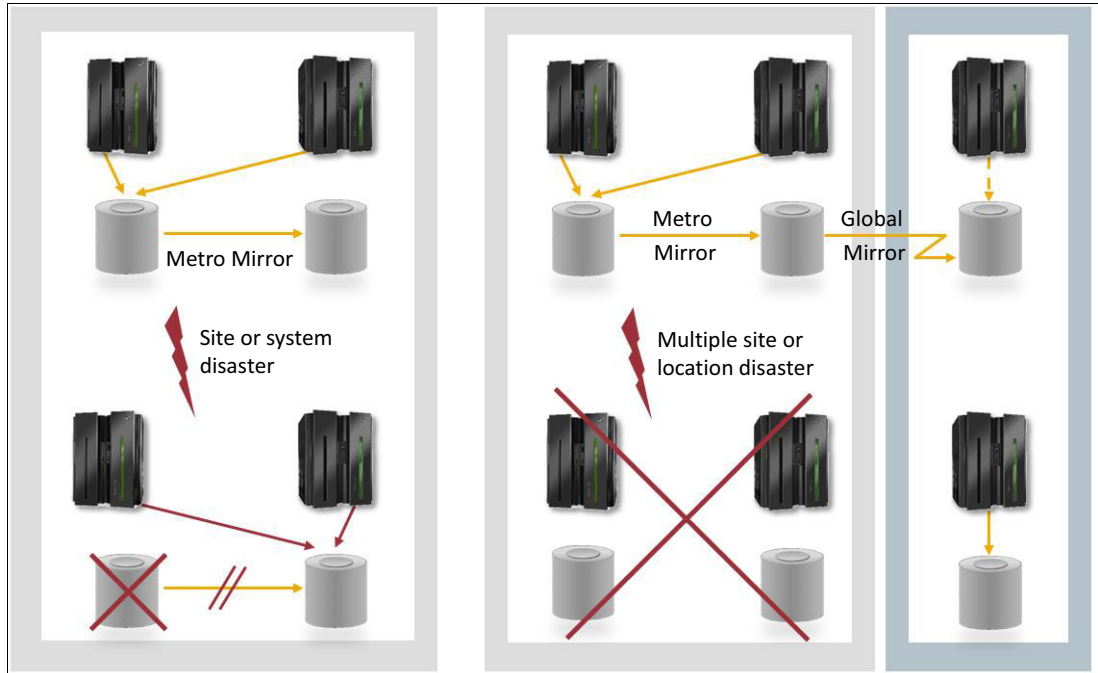 Metro Mirror
Site or system
disaster
Metro
Mirror
Global
Mirror
Multiple site or
location disaster